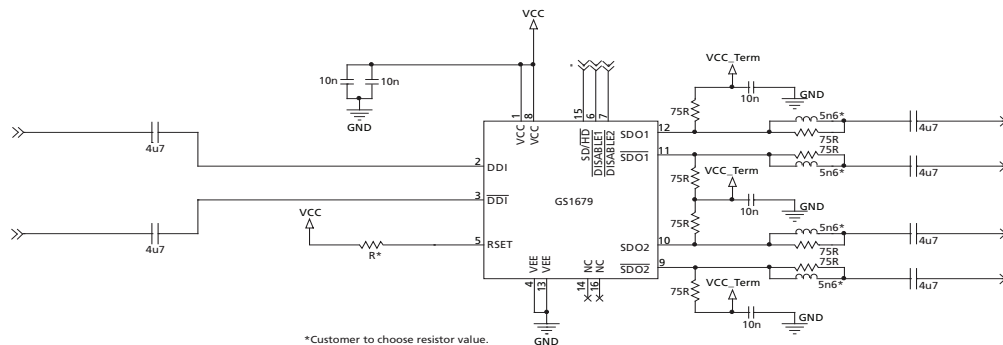 VCC
VCC_Term
10n 10n
10n
GND
GND
15 6 7
1 8
VCC VCC
SD/HD DISABLE1 DISABLE2
75R
5n6*
4u7
12
SDO1
75R
4u7
11
SDO1
75R
5n6*
4u7
2
DDI
75R
VCC_Term
3
DDI
GS1679
10n
GND
VCC
75R
5n6*
4u7
4u7
R*
5
RSET
10
SDO2
75R
9
SDO2
75R
5n6*
4u7
VEE VEE
NC NC
4 13
14 16
75R
VCC_Term
10n
GND
GND
*Customer to choose resistor value.